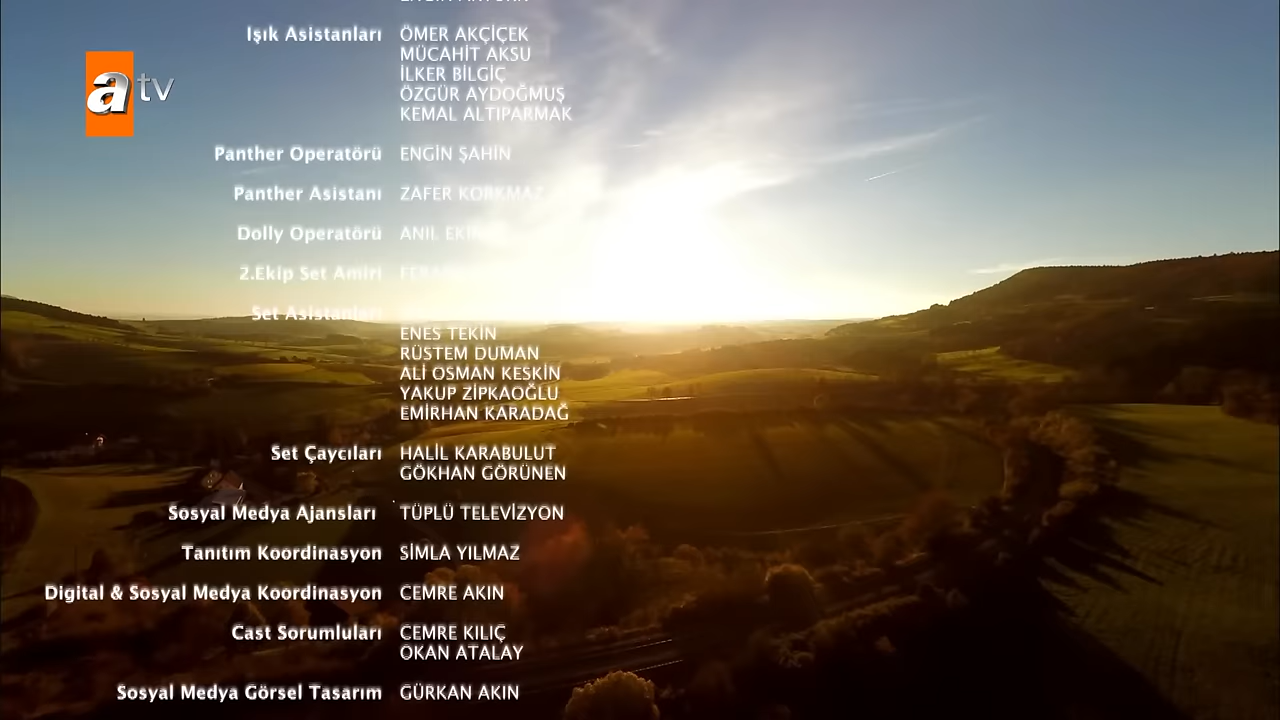 Işık Asistanları ÖMER AKÇİÇEK
MÜCAHİT AKSU
İLKER BİLGİÇ
ÖZGÜR AYDOĞMUŞ
KEMAL ALTIPARMAK
atv
Panther Operatörü ENGİN ŞAHİN
Panther Asistanı ZAFER KORKMAZ
Dolly Operatörü ANIL
2.Ekip Set Amiri
Set Asistanları
ENES TEKİN
RÜSTEM DUMAN
ALİ OSMAN KESKİN
YAKUP ZİPKAOĞLU
EMİRHAN KARADAĞ
Set Çaycıları HALİL KARABULUT
GÖKHAN GÖRÜNEN
Sosyal Medya Ajansları TÜPLÜ TELEVİZYON
Tanıtım Koordinasyon SİMLA YILMAZ
Digital & Sosyal Medya Koordinasyon CEMRE AKIN
Cast Sorumluları CEMRE KILIÇ
OKAN ATALAY
Sosyal Medya Görsel Tasarım GÜRKAN AKIN